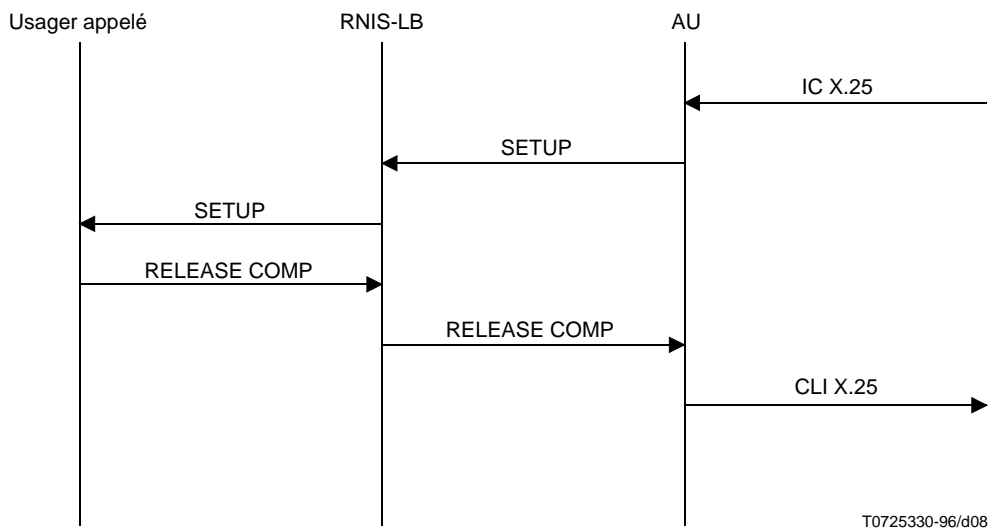 Usager appelé
RNIS-LB
AU
IC X.25
SETUP
SETUP
RELEASE COMP
RELEASE COMP
CLI X.25
T0725330-96/d08